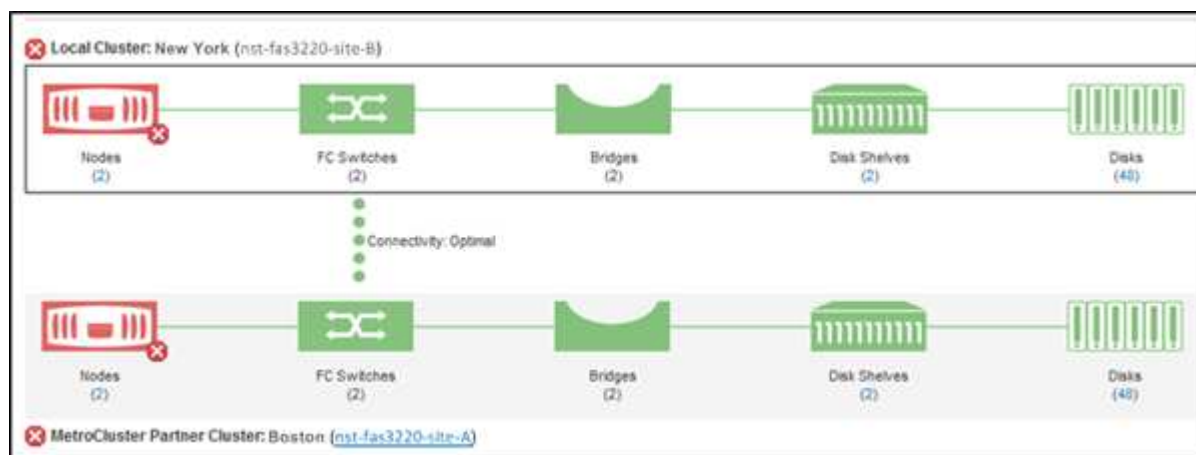 Local Cluster: New York (nst-fas3220-site-B)
Nodes FC Switches Bridges Disk Shelves Disks
(2) (2) (2) (2) (48)
Connectivity: Optimal
Nodes FC Switches Bridges Disk Shelves Disks
(2) (2) (2) (2) (48)
MetroCluster Partner Cluster: Boston (nst-fas3220-site-A)